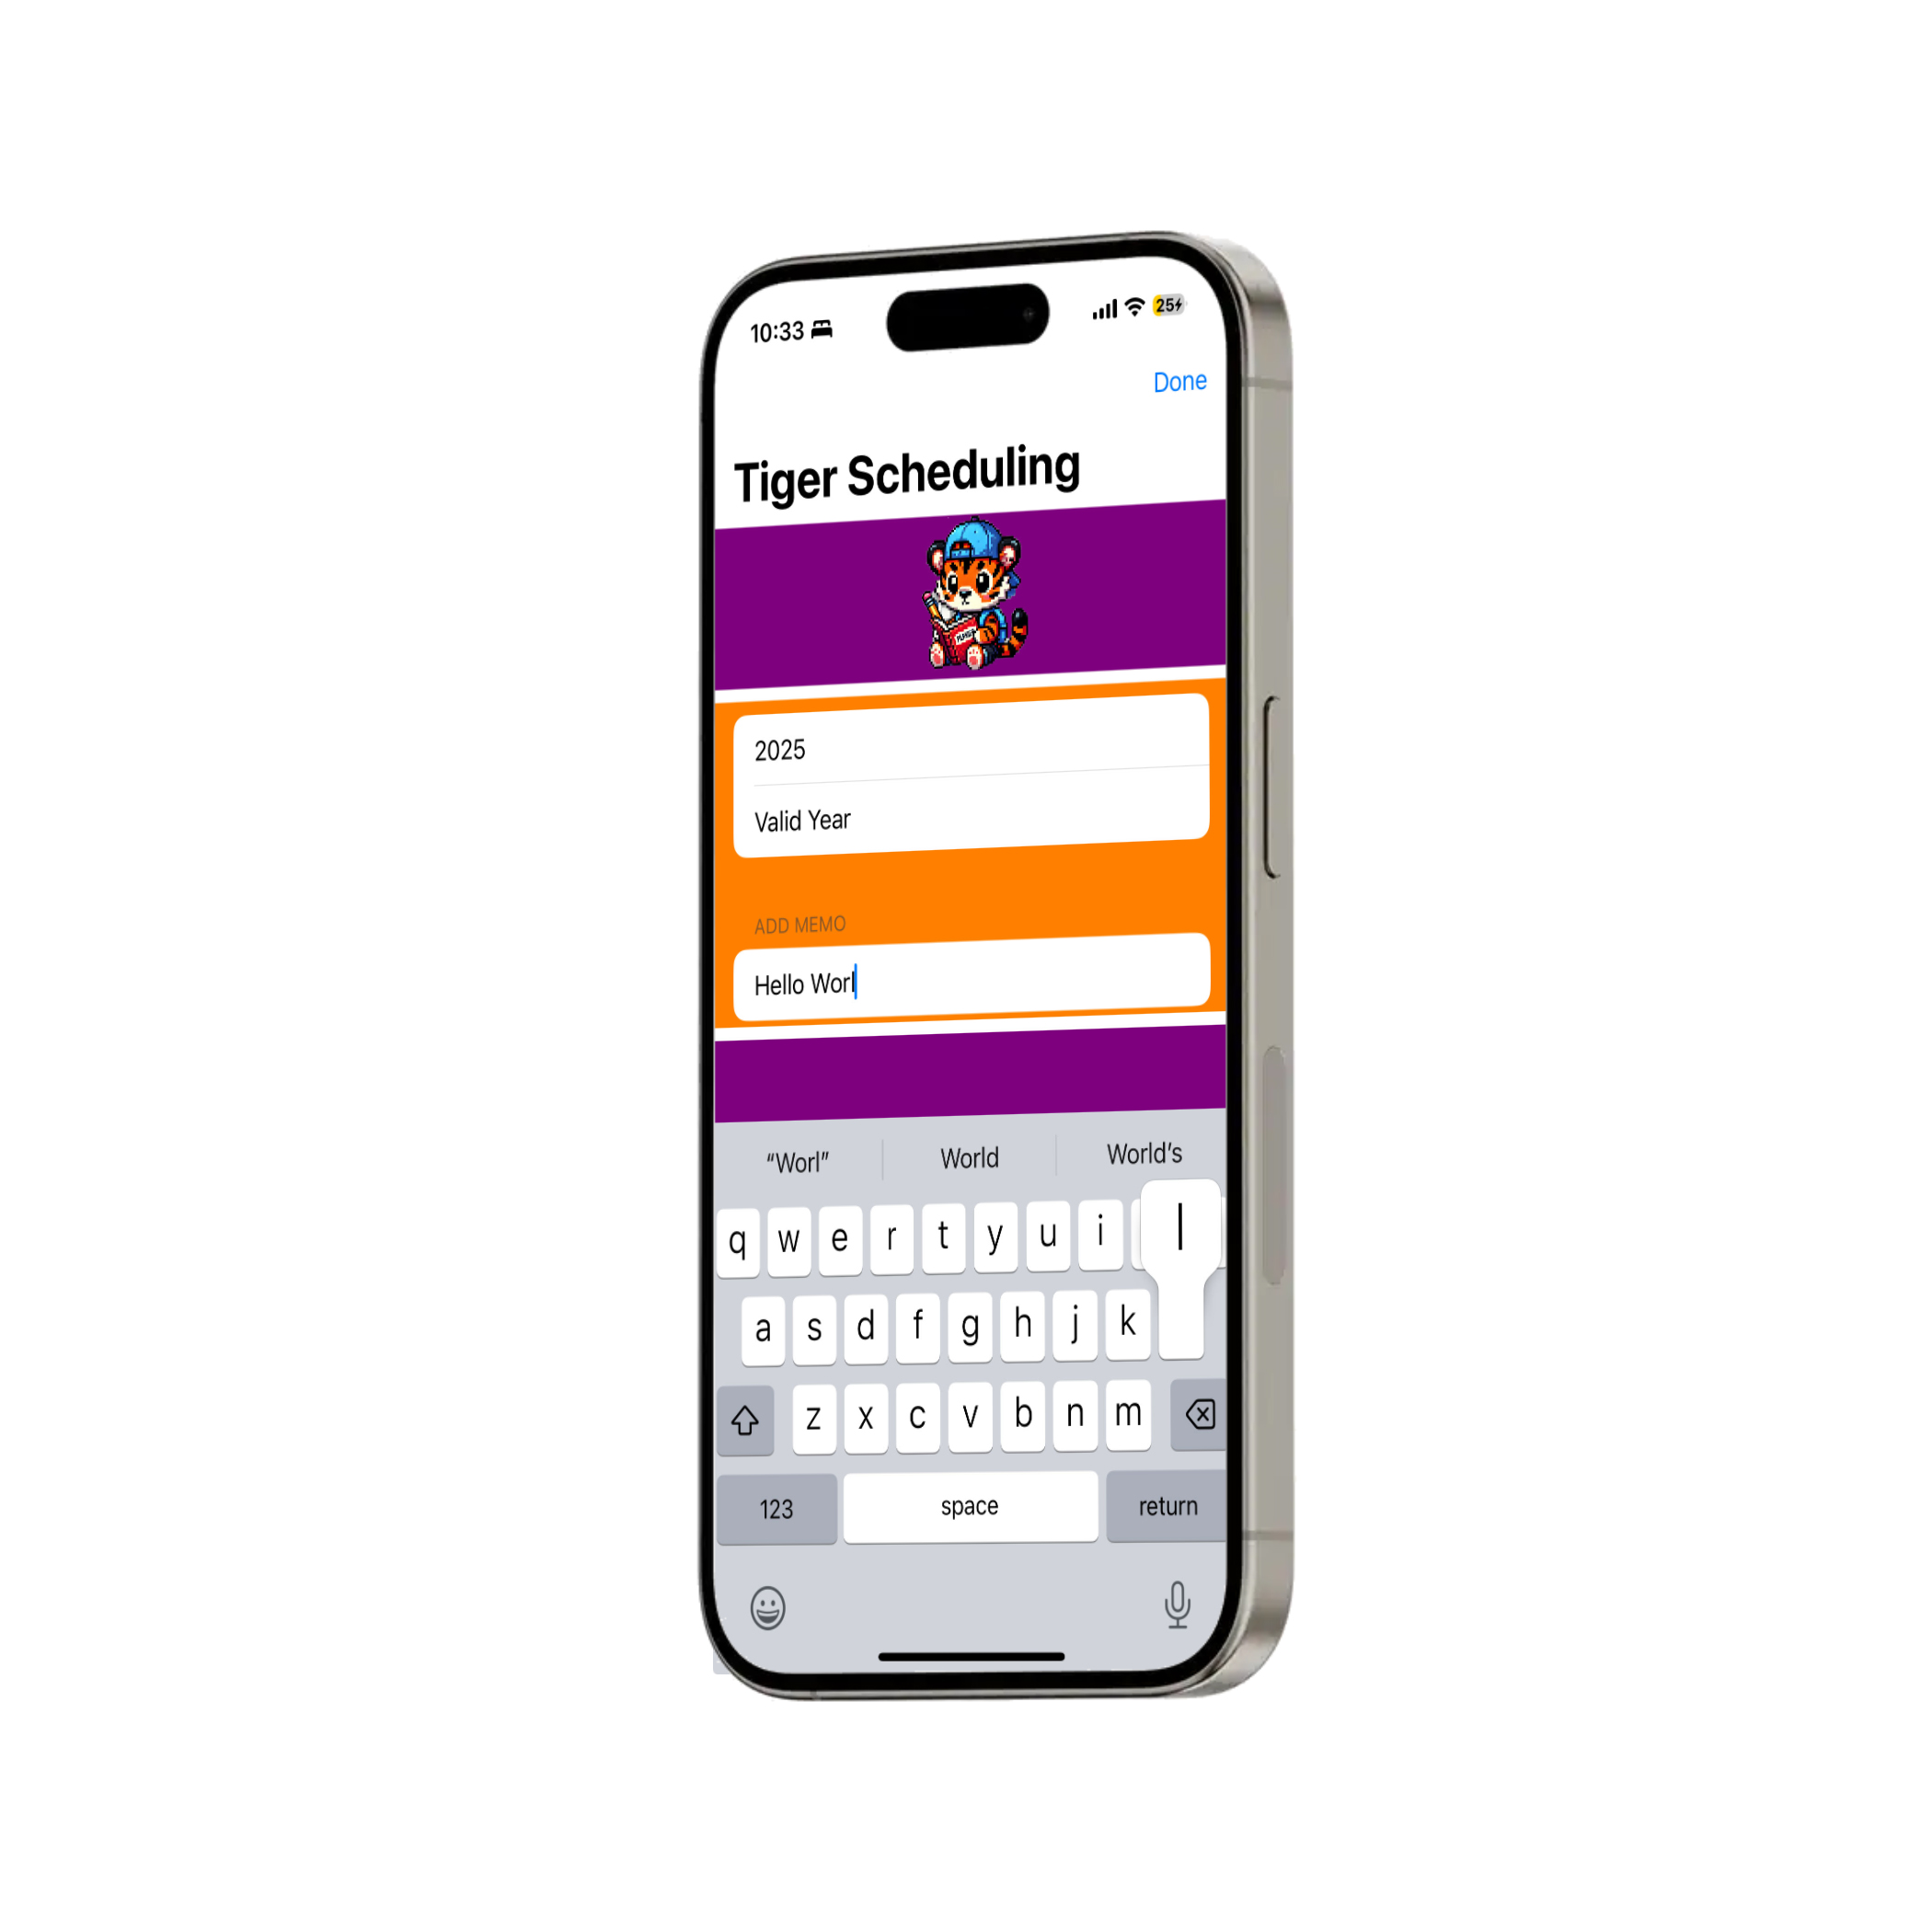 10:33
25
Done
Tiger Scheduling
2025
Valid Year
ADD MEMO
Hello Worl
“Worl” World World's
q w e r t y u i l
a s d f g h j k
z x c v b n m
123 space return